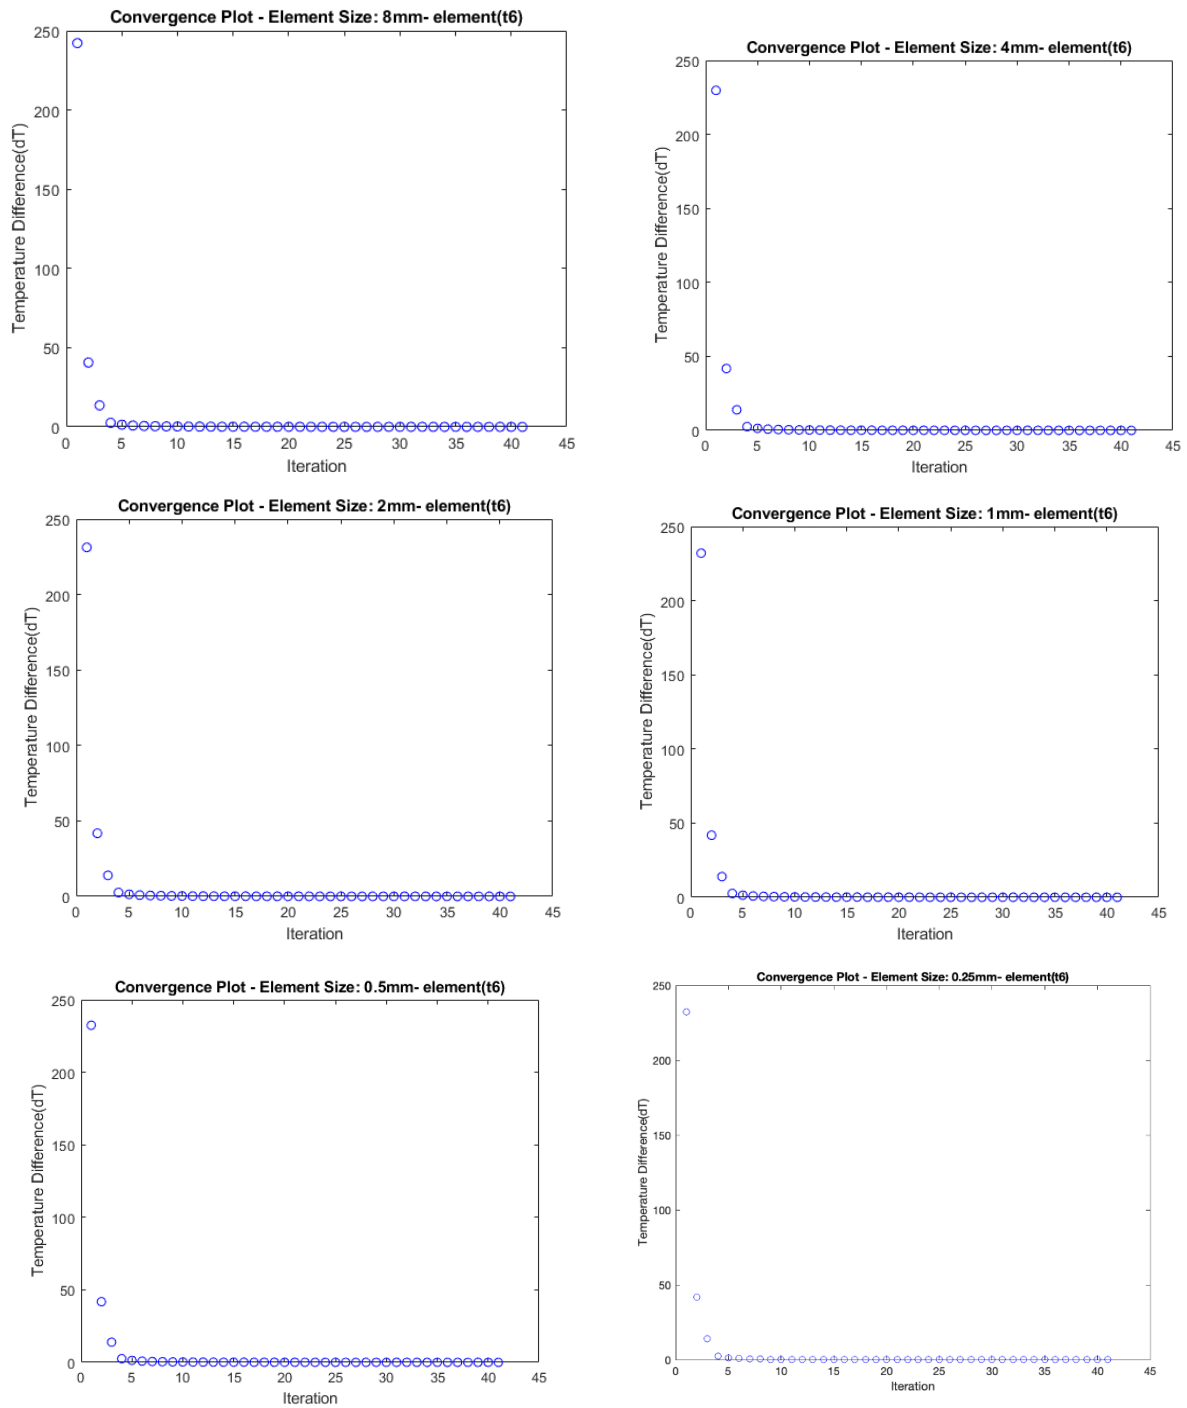 Convergence Plot - Element Size: 8mm- element(t6)
250
200
150
100
50
0
Temperature Difference(dT)
0 5 10 15 20 25 30 35 40 45
Iteration
Convergence Plot - Element Size: 4mm- element(t6)
250
200
150
100
50
0
Temperature Difference(dT)
0 5 10 15 20 25 30 35 40 45
Iteration
Convergence Plot - Element Size: 2mm- element(t6)
250
200
150
100
50
0
Temperature Difference(dT)
0 5 10 15 20 25 30 35 40 45
Iteration
Convergence Plot - Element Size: 1mm- element(t6)
250
200
150
100
50
0
Temperature Difference(dT)
0 5 10 15 20 25 30 35 40 45
Iteration
Convergence Plot - Element Size: 0.5mm- element(t6)
250
200
150
100
50
0
Temperature Difference(dT)
0 5 10 15 20 25 30 35 40 45
Iteration
Convergence Plot - Element Size: 0.25mm- element(t6)
250
200
150
100
50
0
Temperature Difference(dT)
0 5 10 15 20 25 30 35 40 45
Iteration